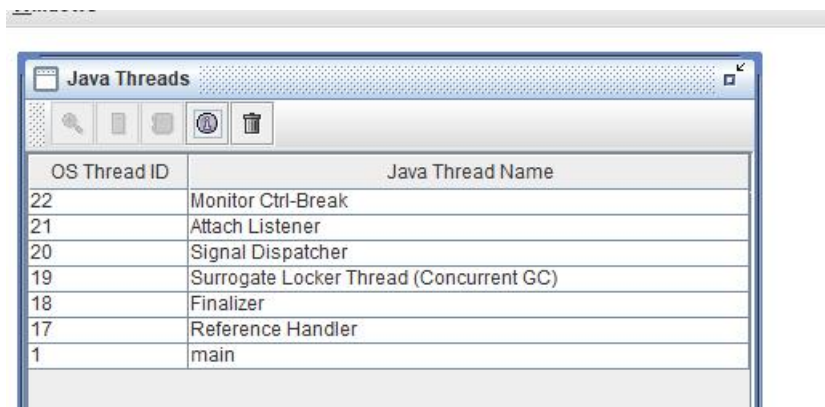 Java Threads
OS Thread ID Java Thread Name
22 Monitor Ctrl-Break
21 Attach Listener
20 Signal Dispatcher
19 Surrogate Locker Thread (Concurrent GC)
18 Finalizer
17 Reference Handler
1 main